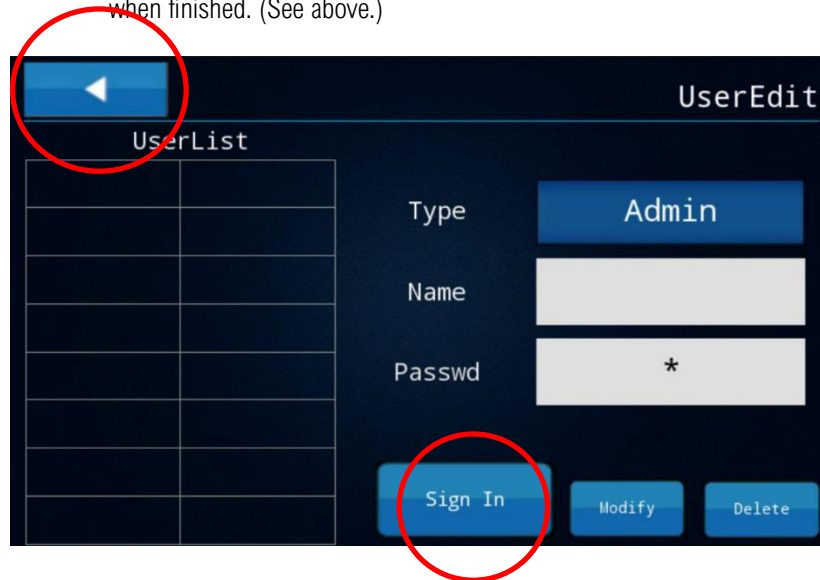 when finished. (See above.)
UserEdit
UserList
Type
Admin
Name
Passwd
*
Sign In
Modify
Delete